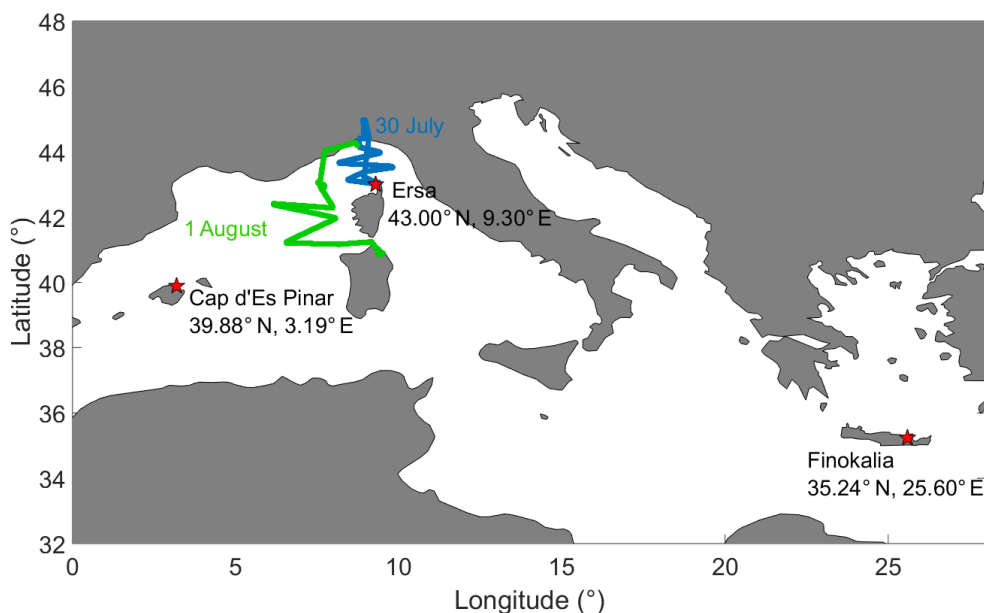 48
46
44
42
40
38
36
34
32
Latitude (°)
30 July
Ersa
43.00° N, 9.30° E
1 August
Cap d'Es Pinar
39.88° N, 3.19° E
Finokalia
35.24° N, 25.60° E
0 5 10 15 20 25
Longitude (°)